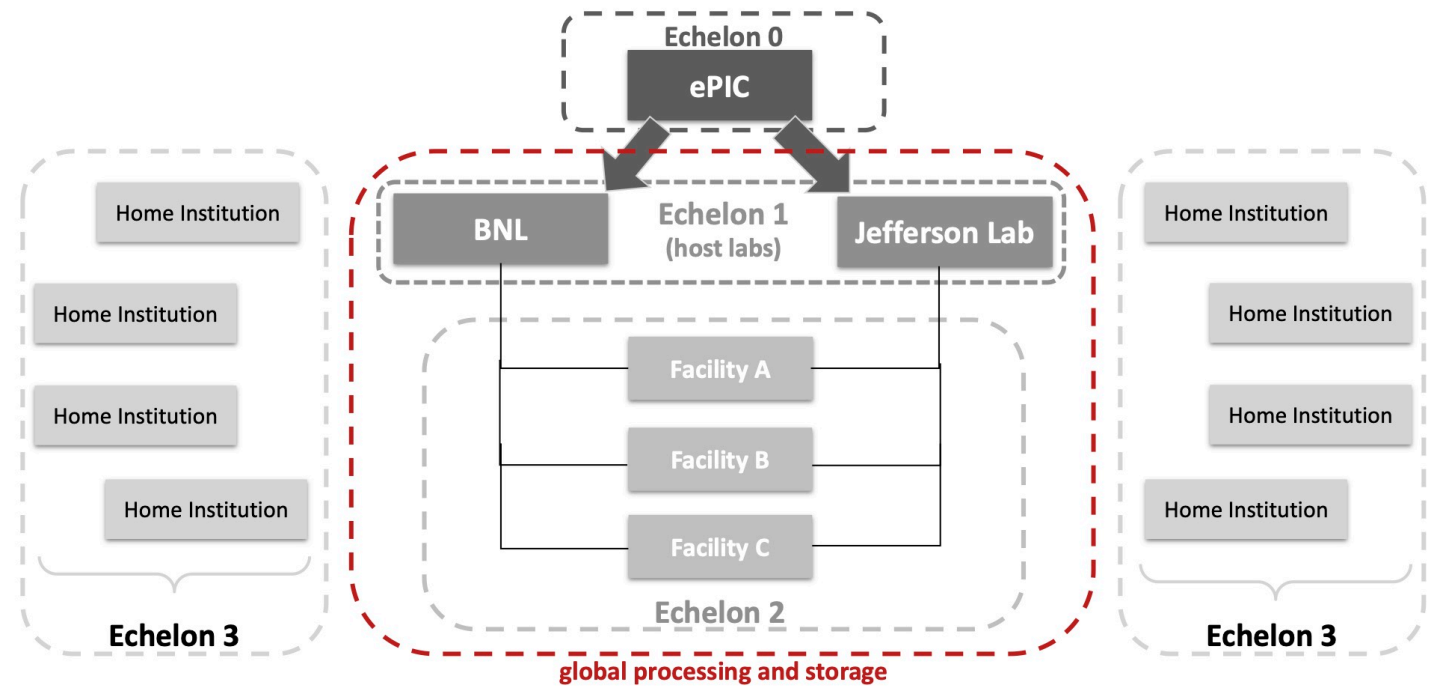 Echelon 0
ePIC
BNL
Echelon 1
(host labs)
Jefferson Lab
Home Institution
Home Institution
Home Institution
Home Institution
Echelon 3
Facility A
Facility B
Facility C
Echelon 2
global processing and storage
Home Institution
Home Institution
Home Institution
Home Institution
Echelon 3